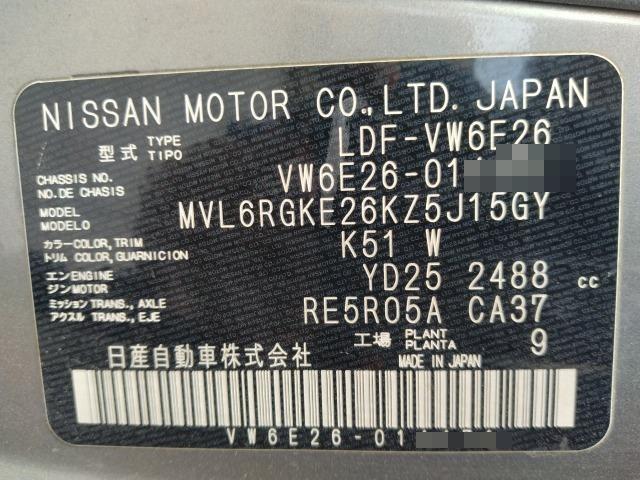 NISSAN MOTOR CO.,LTD. JAPAN
型式 TYPE TIPO LDF-VW6E26
CHASSIS NO. NO.DE CHASIS VW6E26-01
MODEL MODELO MVL6RGKE26KZ5J15GY
カラー COLOR, TRIM トリム COLOR, GUARNICION K51 W
エンジン ENGINE MOTOR YD25 2488 cc
ミッション TRANS., AXLE アクスル TRANS., EJE RE5R05A CA37
工場 PLANT PLANTA 9
日産自動車株式会社 MADE IN JAPAN
VW6E26-01